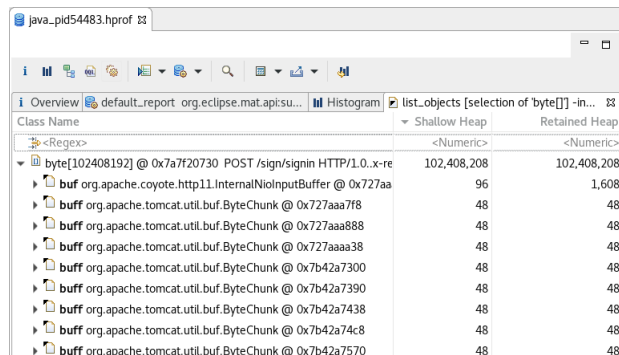 java_pid54483.hprof
i Overview default_report org.eclipse.mat.api:su... Histogram list_objects [selection of 'byte[]'] -in...
Class Name Shallow Heap Retained Heap
<Regex> <Numeric> <Numeric>
byte[102408192] @ 0x7a7f20730 POST /sign/signin HTTP/1.0..x-re 102,408,208 102,408,208
buf org.apache.coyote.http11.InternalNioInputBuffer @ 0x727aa 96 1,608
buff org.apache.tomcat.util.buf.ByteChunk @ 0x727aaa7f8 48 48
buff org.apache.tomcat.util.buf.ByteChunk @ 0x727aaa888 48 48
buff org.apache.tomcat.util.buf.ByteChunk @ 0x727aaaa38 48 48
buff org.apache.tomcat.util.buf.ByteChunk @ 0x7b42a7300 48 48
buff org.apache.tomcat.util.buf.ByteChunk @ 0x7b42a7390 48 48
buff org.apache.tomcat.util.buf.ByteChunk @ 0x7b42a7438 48 48
buff org.apache.tomcat.util.buf.ByteChunk @ 0x7b42a74c8 48 48
buff org.apache.tomcat.util.buf.ByteChunk @ 0x7b42a7570 48 48